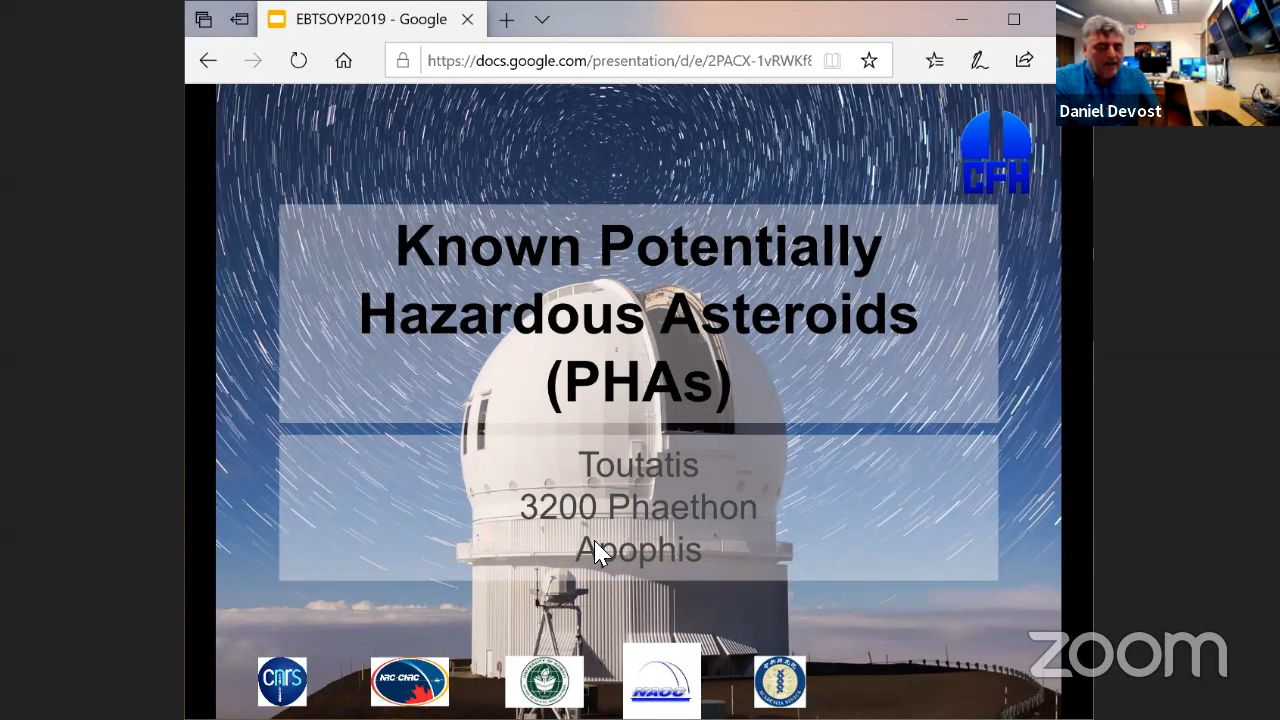 EBTSOYP2019 - Google
https://docs.google.com/presentation/d/e/2PACX-1vRWKf8
Daniel Devost
CFH
Known Potentially
Hazardous Asteroids
(PHAs)
Toutatis
3200 Phaethon
Apophis
cnrs
NRC-CNRC
NAOC
zoom